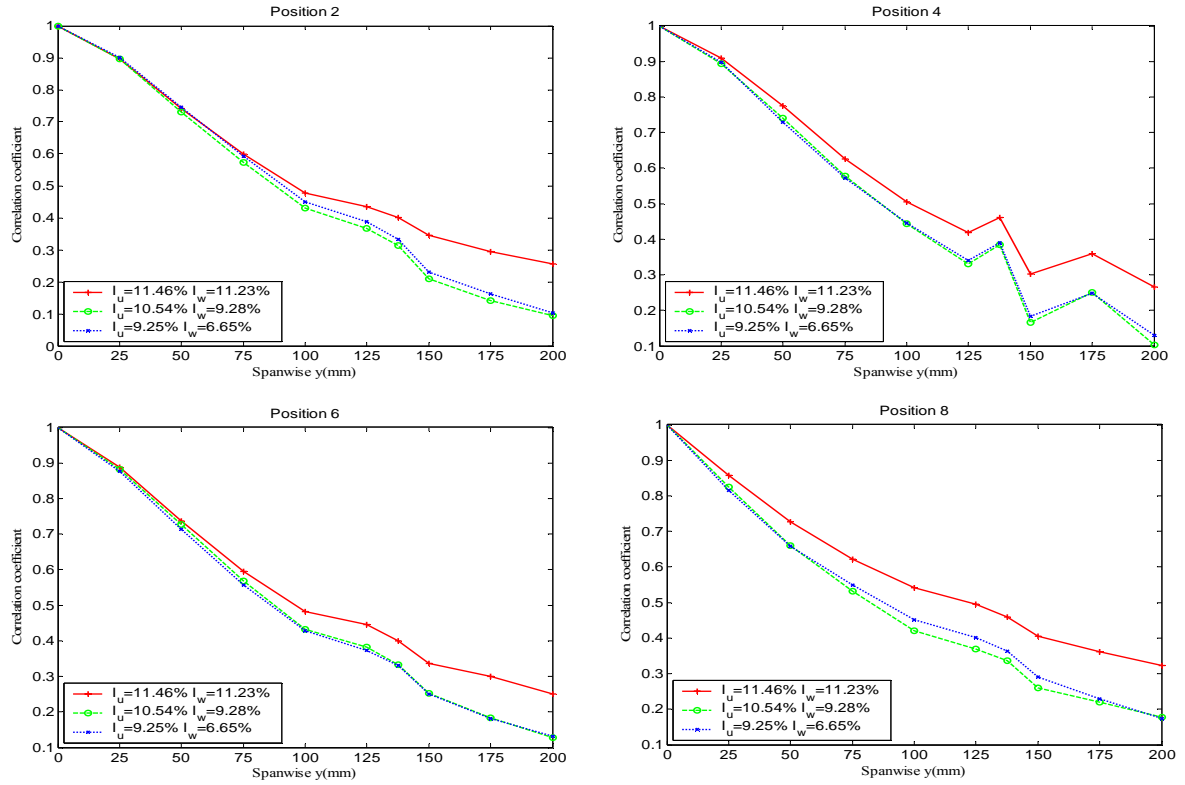 Position 2
1
0.9
0.8
0.7
0.6
0.5
0.4
0.3
0.2
0.1
0
Correlation coefficient
I_u=11.46% I_w=11.23%
I_u=10.54% I_w=9.28%
I_u=9.25% I_w=6.65%
0 25 50 75 100 125 150 175 200
Spanwise y(mm)
Position 4
1
0.9
0.8
0.7
0.6
0.5
0.4
0.3
0.2
0.1
Correlation coefficient
I_u=11.46% I_w=11.23%
I_u=10.54% I_w=9.28%
I_u=9.25% I_w=6.65%
0 25 50 75 100 125 150 175 200
Spanwise y(mm)
Position 6
1
0.9
0.8
0.7
0.6
0.5
0.4
0.3
0.2
0.1
Correlation coefficient
I_u=11.46% I_w=11.23%
I_u=10.54% I_w=9.28%
I_u=9.25% I_w=6.65%
0 25 50 75 100 125 150 175 200
Spanwise y(mm)
Position 8
1
0.9
0.8
0.7
0.6
0.5
0.4
0.3
0.2
0.1
Correlation coefficient
I_u=11.46% I_w=11.23%
I_u=10.54% I_w=9.28%
I_u=9.25% I_w=6.65%
0 25 50 75 100 125 150 175 200
Spanwise y(mm)